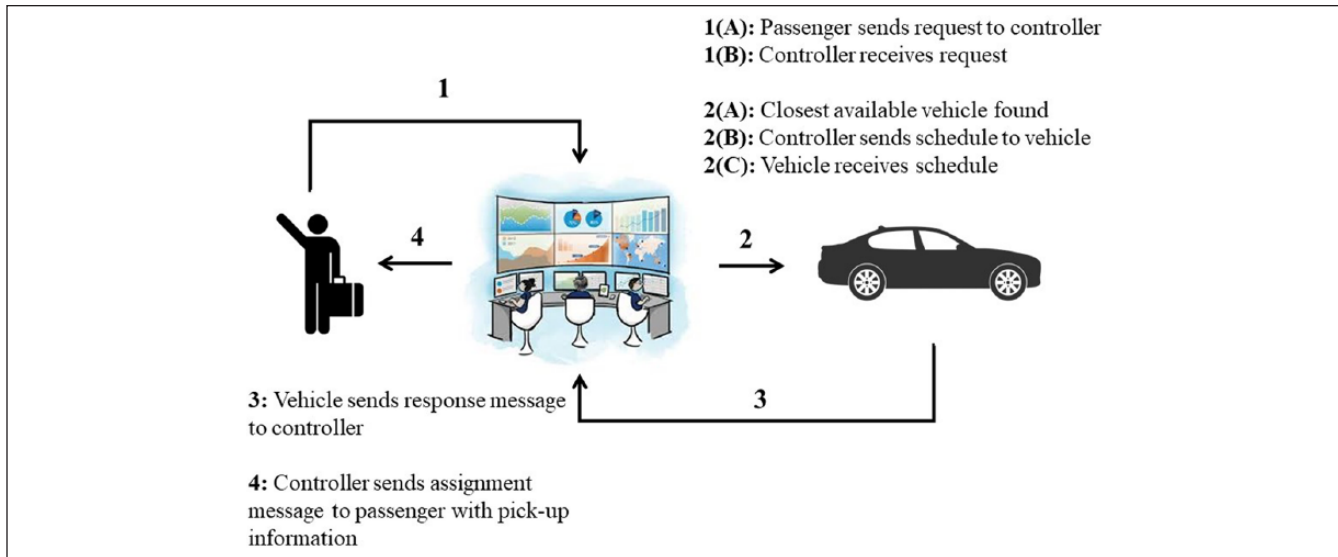 1(A): Passenger sends request to controller
1(B): Controller receives request
1
2(A): Closest available vehicle found
2(B): Controller sends schedule to vehicle
2(C): Vehicle receives schedule
4
2
3: Vehicle sends response message
to controller
3
4: Controller sends assignment
message to passenger with pick-up
information